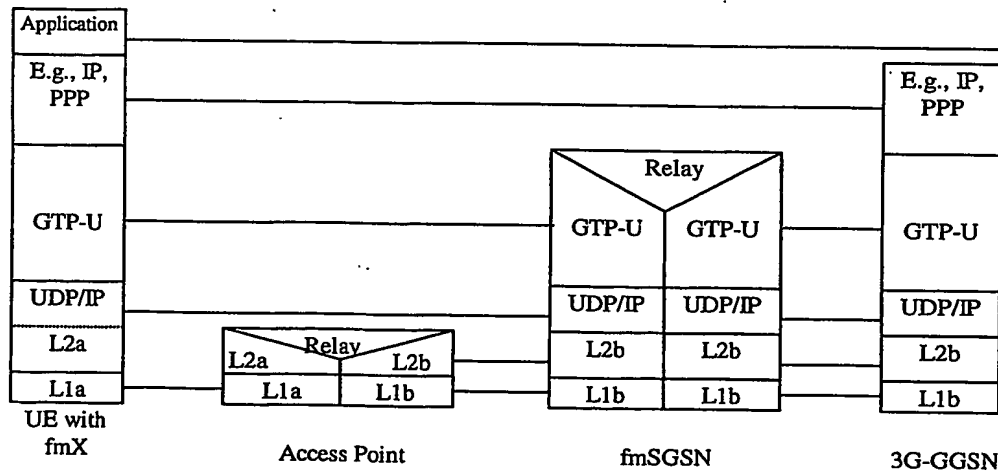 Application
E.g., IP,
PPP
GTP-U
UDP/IP
L2a
L1a
UE with
fmX
Relay
L2a
L2b
L1a
L1b
Access Point
Relay
GTP-U
GTP-U
UDP/IP
UDP/IP
L2b
L2b
L1b
L1b
fmSGSN
E.g., IP,
PPP
GTP-U
UDP/IP
L2b
L1b
3G-GGSN